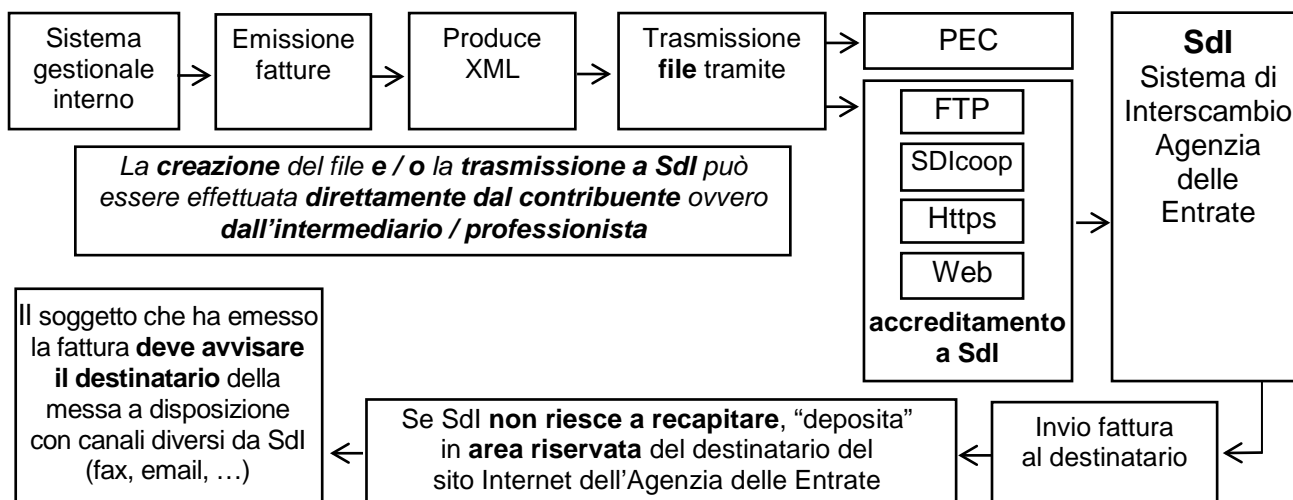 Sistema
gestionale
interno
Emissione
fatture
Produce
XML
Trasmissione
file tramite
PEC
FTP
SDIcoop
Https
Web
accreditamento
a SdI
SdI
Sistema di
Interscambio
Agenzia
delle
Entrate
La creazione del file e / o la trasmissione a SdI può
essere effettuata direttamente dal contribuente ovvero
dall’intermediario / professionista
Invio fattura
al destinatario
Se SdI non riesce a recapitare, “deposita”
in area riservata del destinatario del
sito Internet dell’Agenzia delle Entrate
Il soggetto che ha emesso
la fattura deve avvisare
il destinatario della
messa a disposizione
con canali diversi da SdI
(fax, email, …)